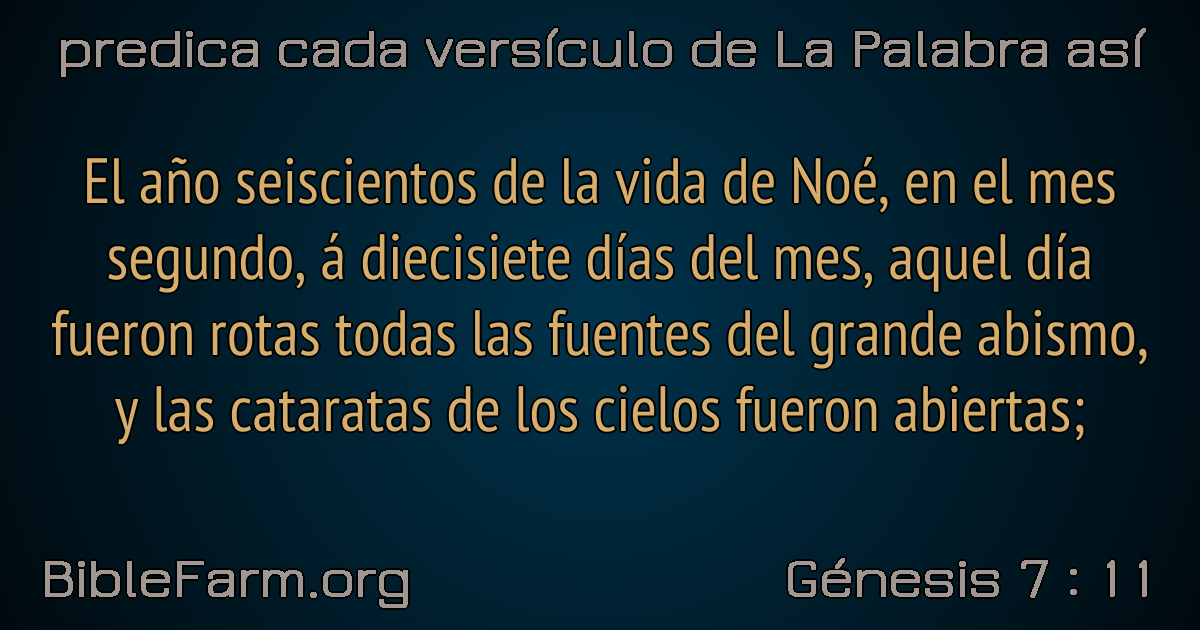 predica cada versículo de La Palabra así
El año seiscientos de la vida de Noé, en el mes
segundo, á diecisiete días del mes, aquel día
fueron rotas todas las fuentes del grande abismo,
y las cataratas de los cielos fueron abiertas;
BibleFarm.org
Génesis 7 : 11